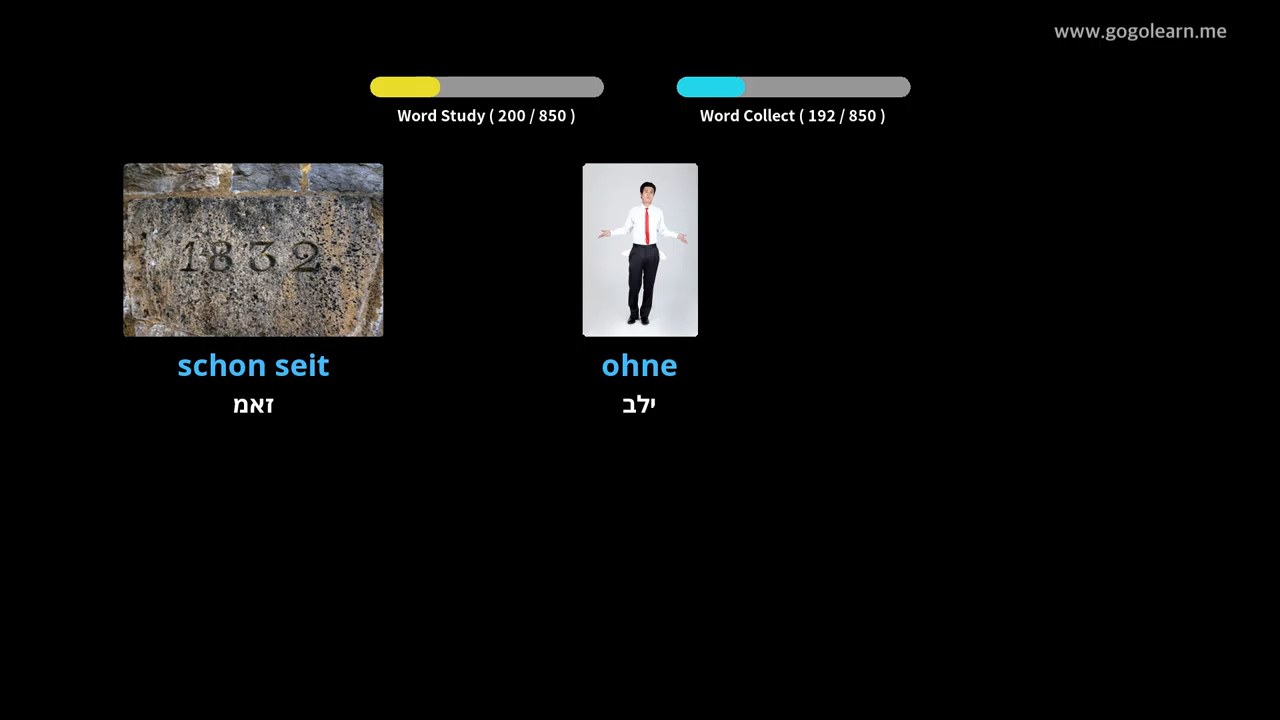 www.gogolearn.me
Word Study ( 200 / 850 )
Word Collect ( 192 / 850 )
1832.
schon seit
זאמ
ohne
ילב